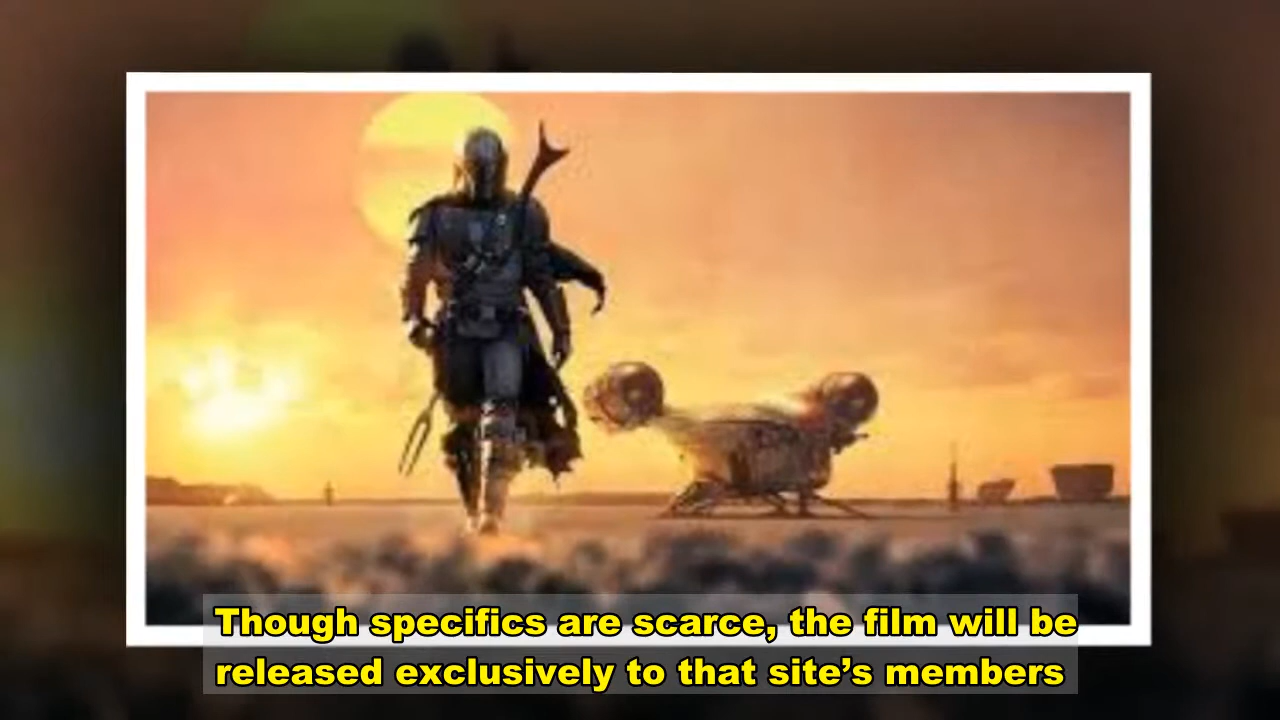 Though specifics are scarce, the film will be
released exclusively to that site’s members